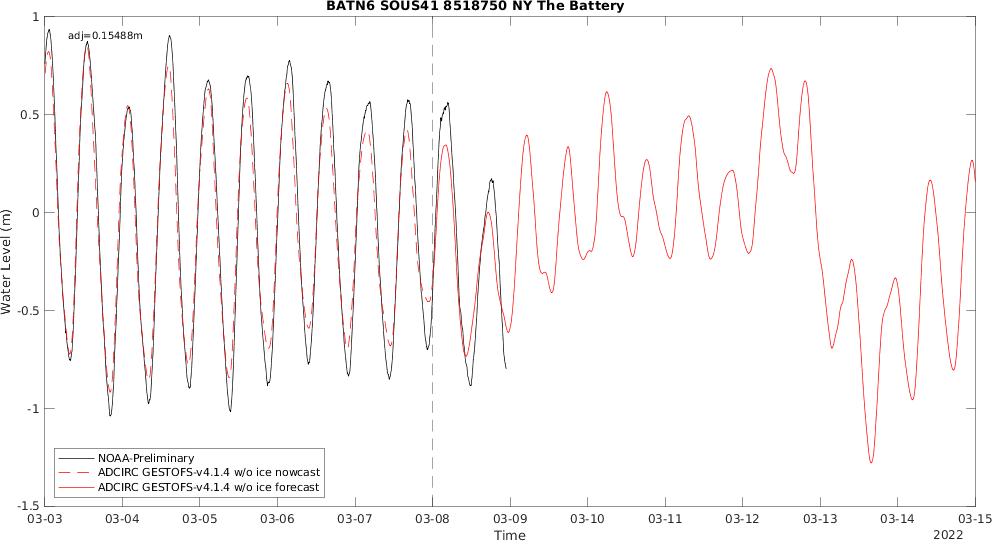 BATN6 SOUS41 8518750 NY The Battery
adj=0.15488m
1
0.5
0
-0.5
-1
-1.5
Water Level (m)
NOAA-Preliminary
ADCIRC GESTOFS-v4.1.4 w/o ice nowcast
ADCIRC GESTOFS-v4.1.4 w/o ice forecast
03-03 03-04 03-05 03-06 03-07 03-08 03-09 03-10 03-11 03-12 03-13 03-14 03-15
Time
2022